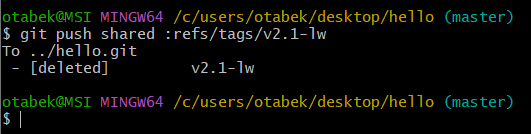 otabek@MSI MINGW64 /c/users/otabek/desktop/hello (master)
$ git push shared :refs/tags/v2.1-lw
To ../hello.git
 - [deleted]         v2.1-lw
otabek@MSI MINGW64 /c/users/otabek/desktop/hello (master)
$